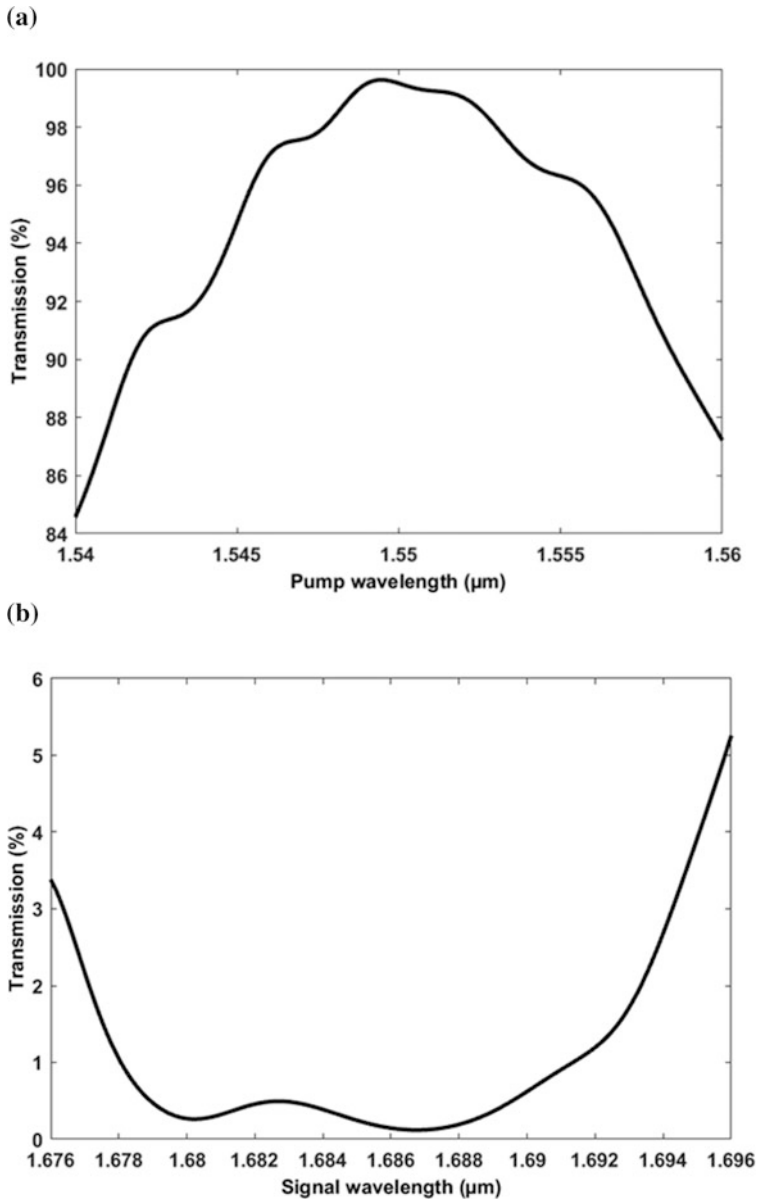 (a)
100
98
96
94
92
90
88
86
84
Transmission (%)
1.54 1.545 1.55 1.555 1.56
Pump wavelength (µm)
(b)
6
5
4
3
2
1
0
Transmission (%)
1.676 1.678 1.68 1.682 1.684 1.686 1.688 1.69 1.692 1.694 1.696
Signal wavelength (µm)